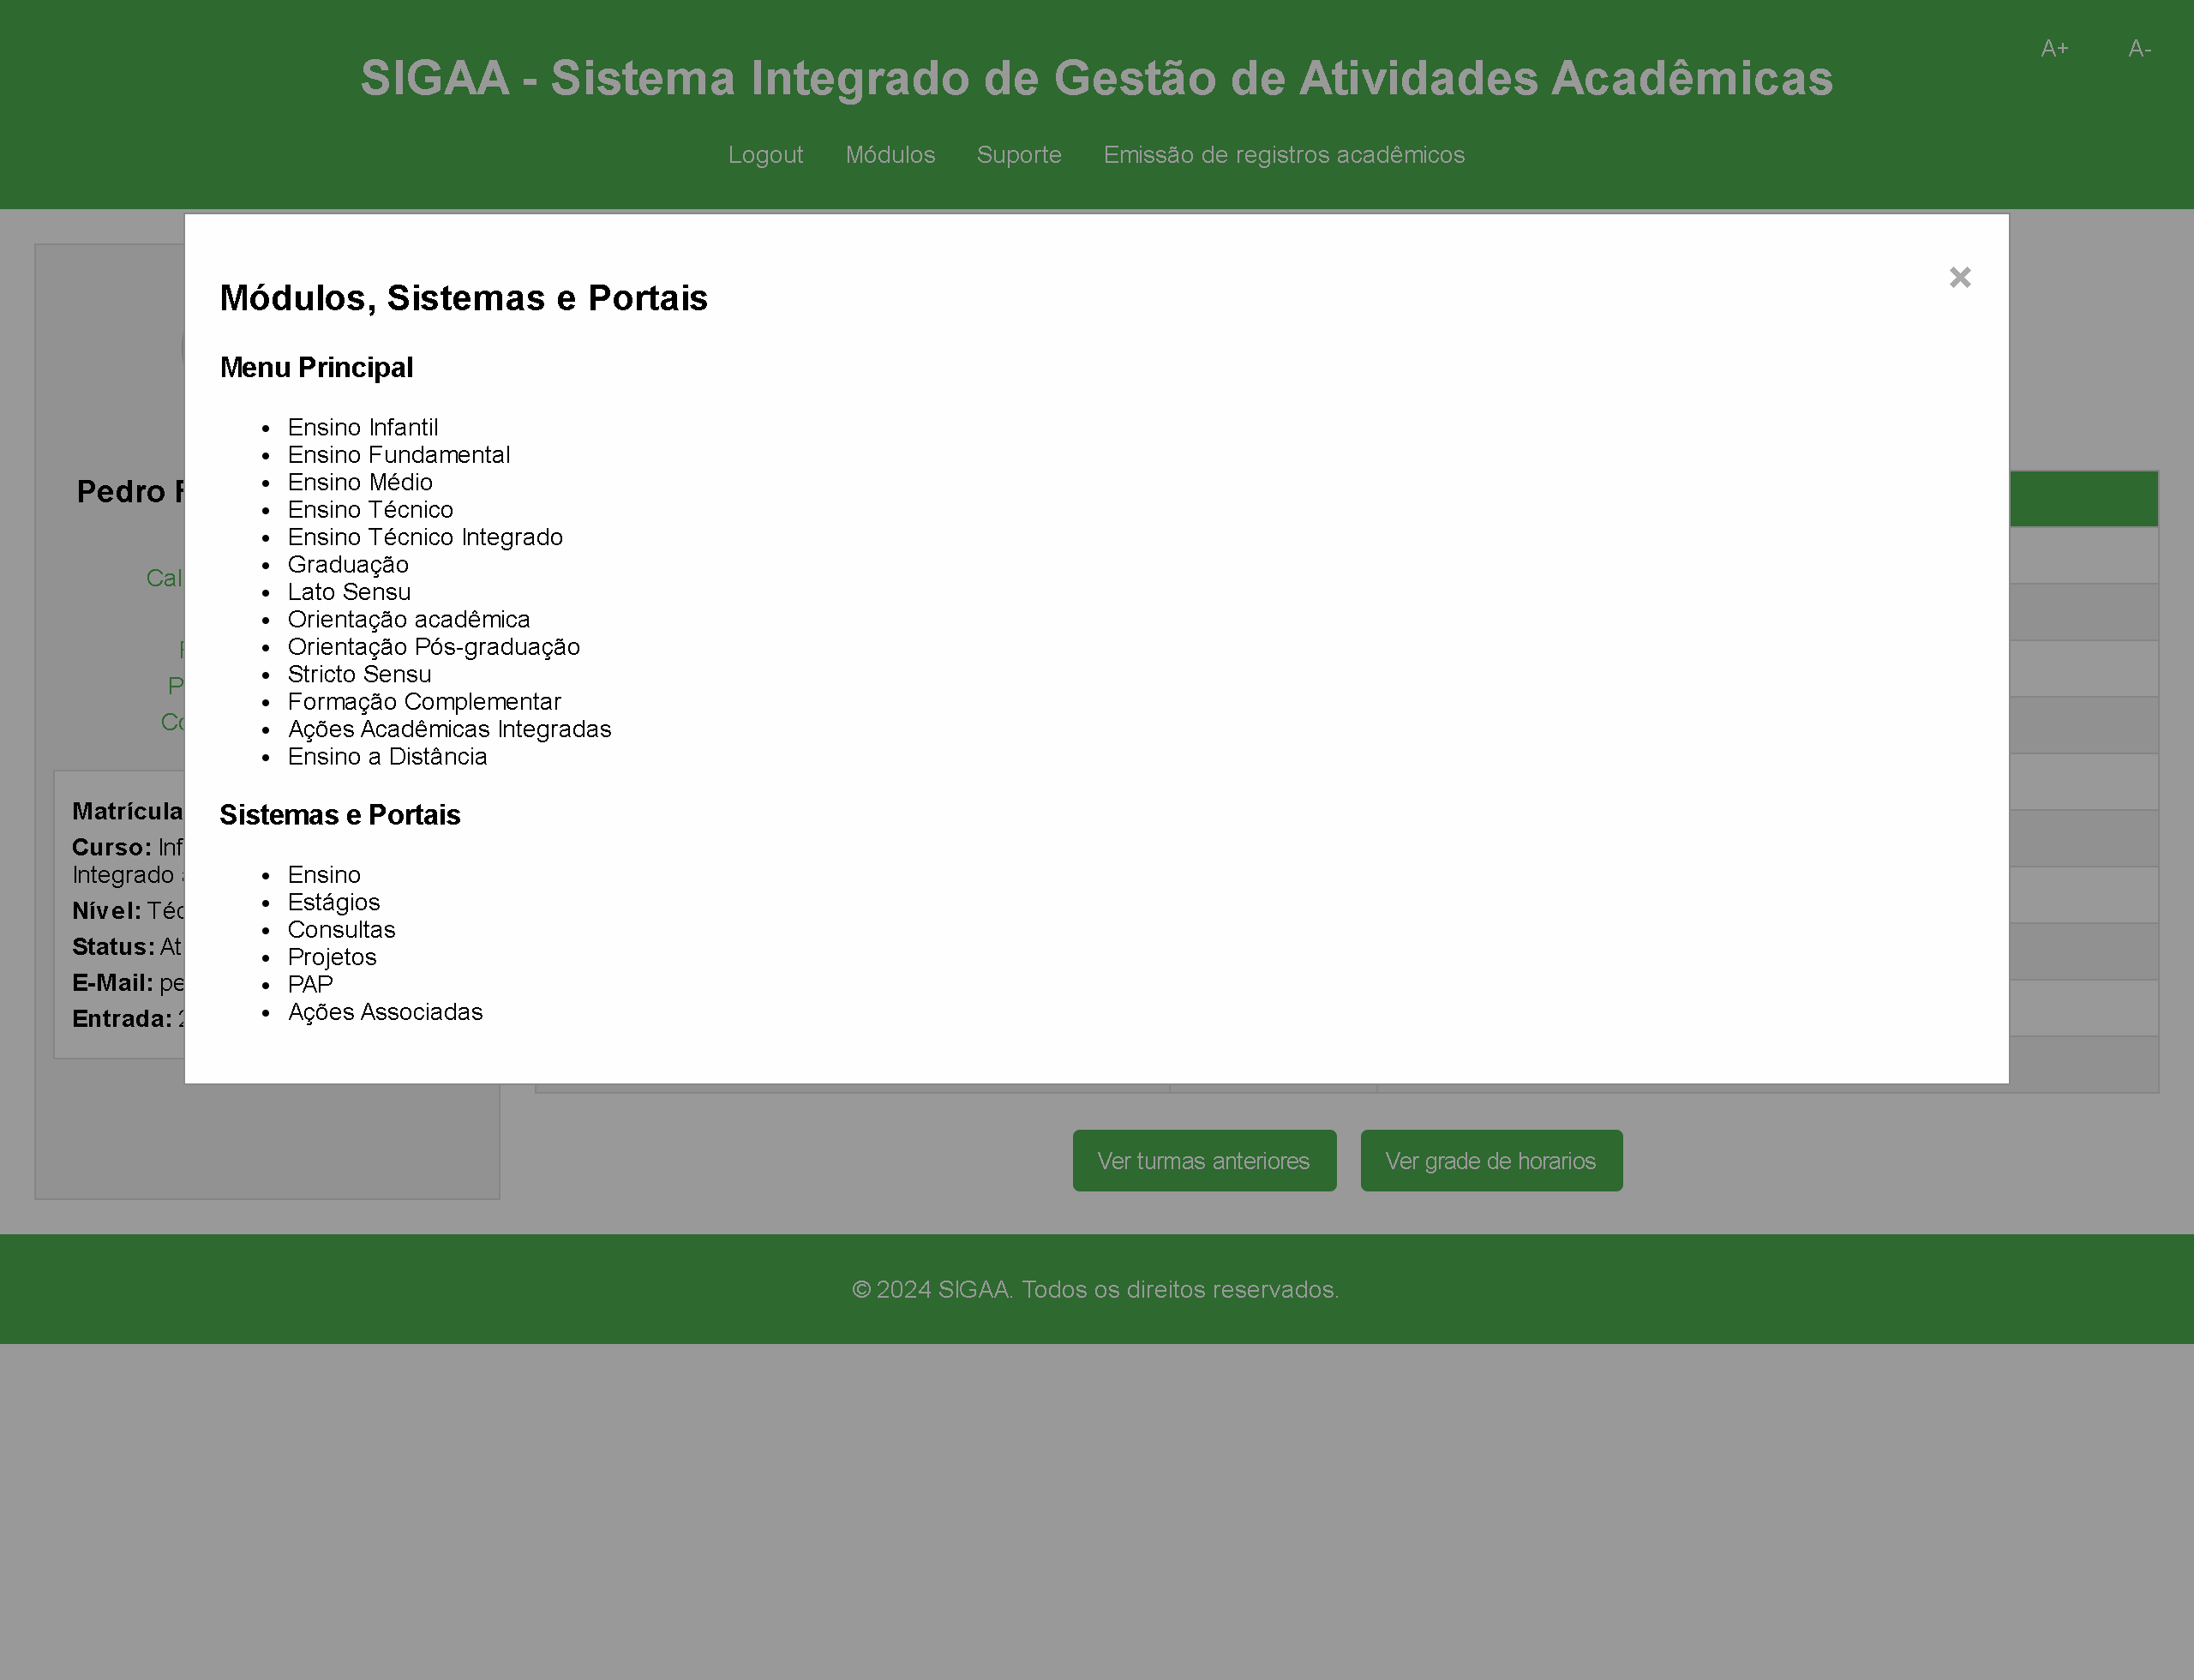 A+ A-
SIGAA - Sistema Integrado de Gestão de Atividades Acadêmicas
Logout Módulos Suporte Emissão de registros acadêmicos
×
Módulos, Sistemas e Portais
Menu Principal
• Ensino Infantil
• Ensino Fundamental
• Ensino Médio
• Ensino Técnico
• Ensino Técnico Integrado
• Graduação
• Lato Sensu
• Orientação acadêmica
• Orientação Pós-graduação
• Stricto Sensu
• Formação Complementar
• Ações Acadêmicas Integradas
• Ensino a Distância
Sistemas e Portais
• Ensino
• Estágios
• Consultas
• Projetos
• PAP
• Ações Associadas
Pedro
Cal
P
Matrícula
Curso: Inf
Integrado
Nível: Téc
Status: At
E-Mail: pe
Entrada:
Ver turmas anteriores Ver grade de horarios
© 2024 SIGAA. Todos os direitos reservados.